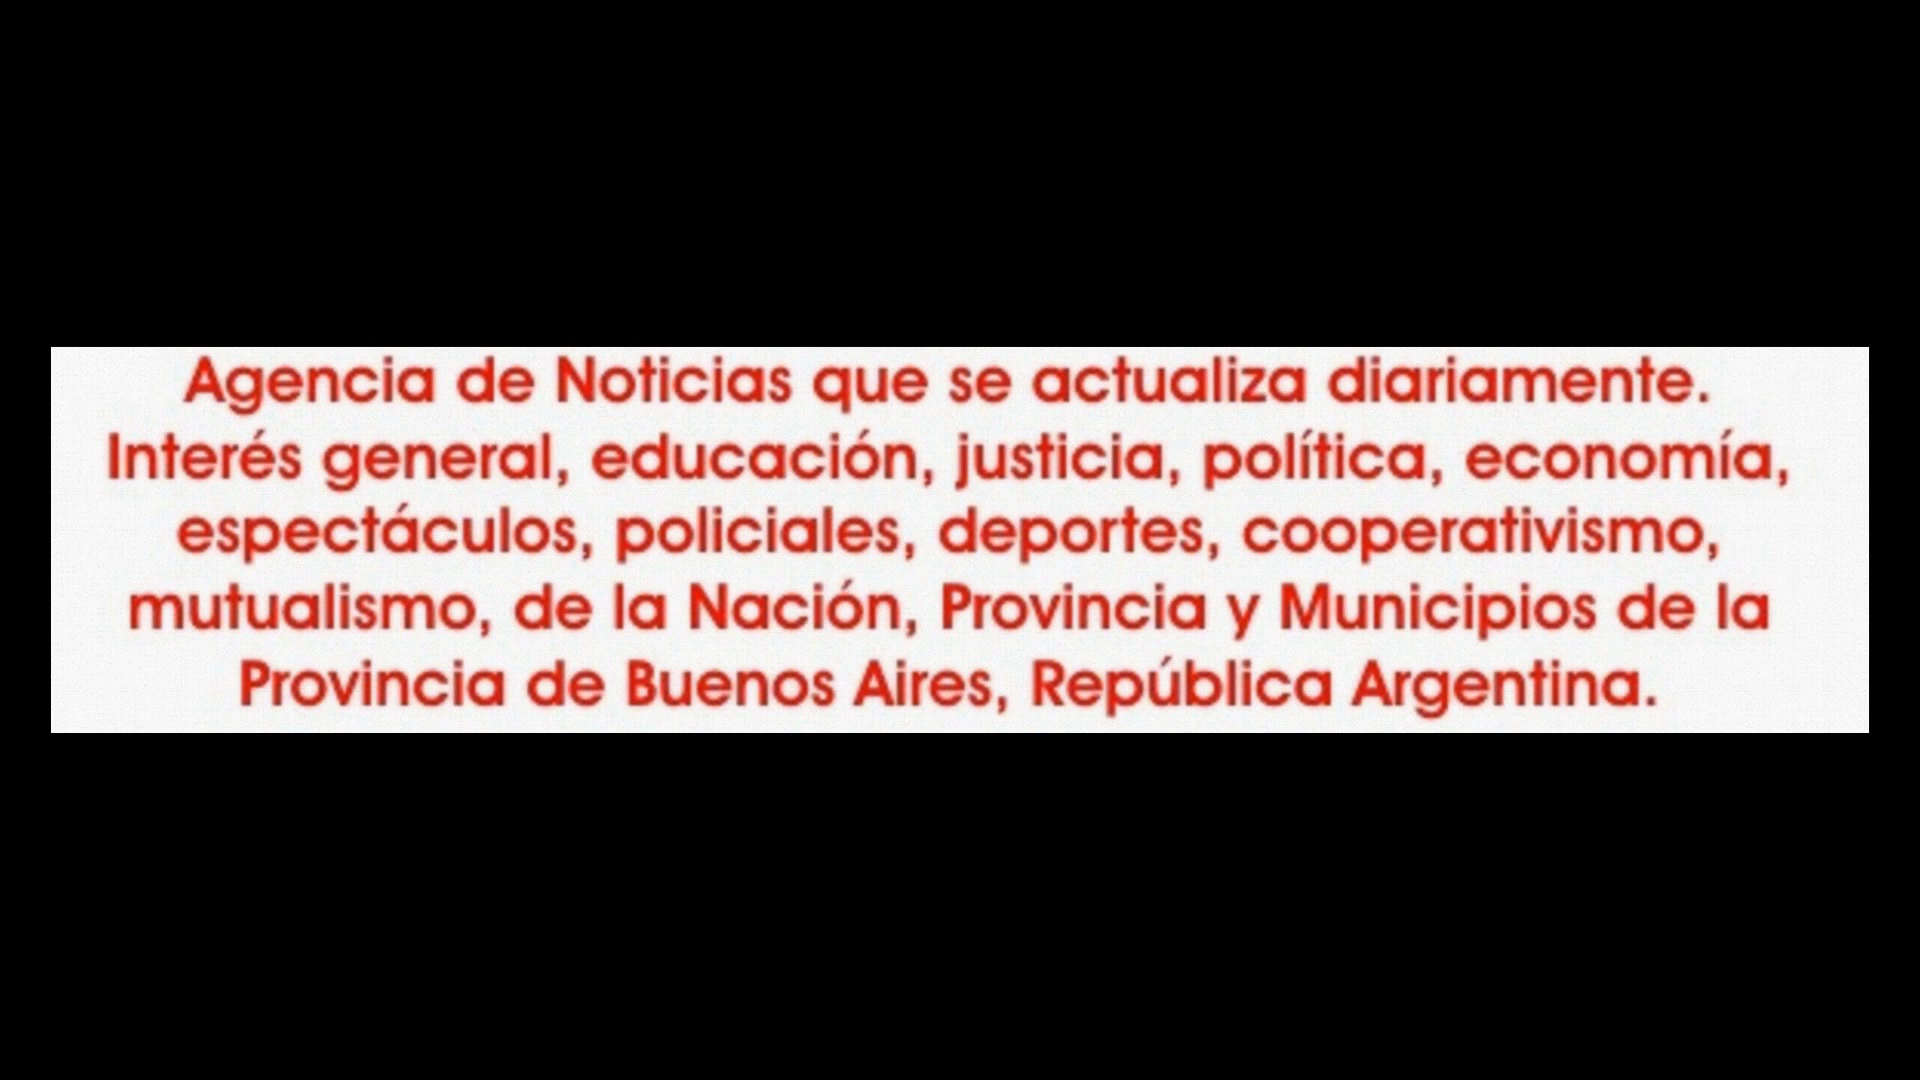 Agencia de Noticias que se actualiza diariamente.
Interés general, educación, justicia, política, economía,
espectáculos, policiales, deportes, cooperativismo,
mutualismo, de la Nación, Provincia y Municipios de la
Provincia de Buenos Aires, República Argentina.